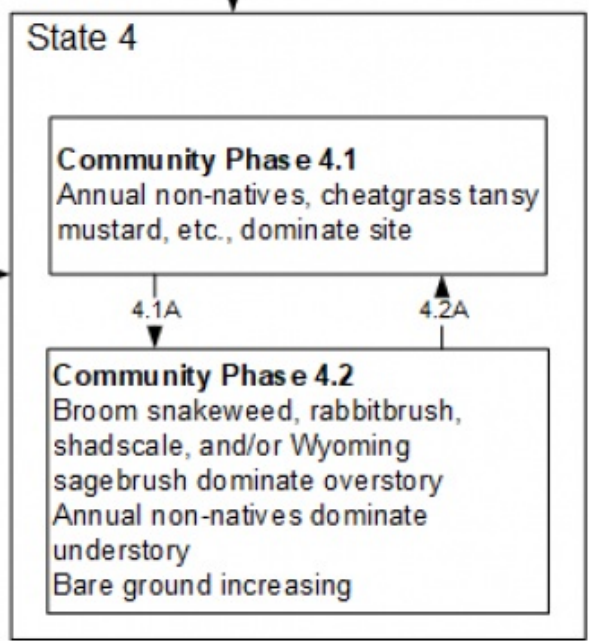 State 4
Community Phase 4.1
Annual non-natives, cheatgrass tansy
mustard, etc., dominate site
4.1A
4.2A
Community Phase 4.2
Broom snakeweed, rabbitbrush,
shadscale, and/or Wyoming
sagebrush dominate overstory
Annual non-natives dominate
understory
Bare ground increasing